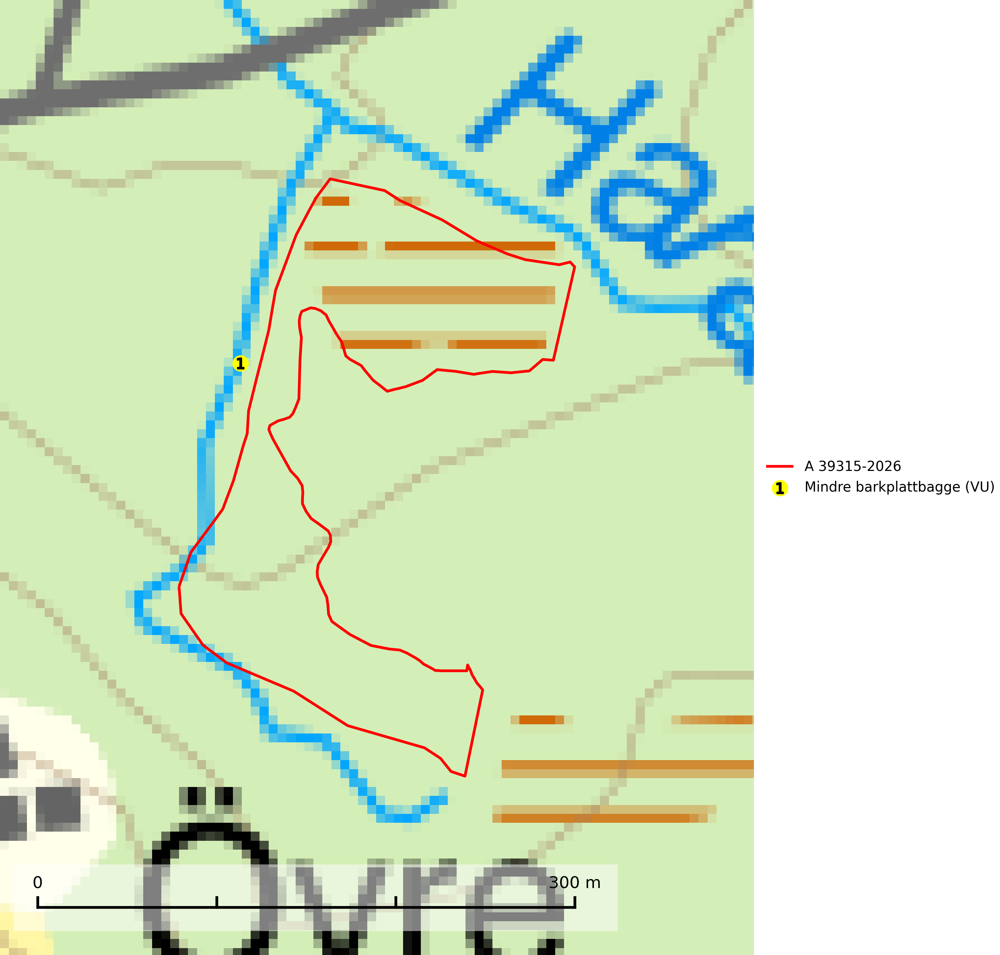 1
A 39315-2026
1 Mindre barkplattbagge (VU)
Övre
0 300 m